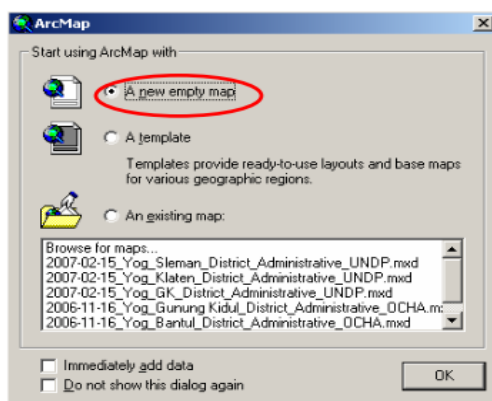 ArcMap
Start using ArcMap with
A new empty map
A template
Templates provide ready-to-use layouts and base maps
for various geographic regions.
An existing map:
Browse for maps...
2007-02-15_Yog_Sleman_District_Administrative_UNDP.mxd
2007-02-15_Yog_Klaten_District_Administrative_UNDP.mxd
2007-02-15_Yog_GK_District_Administrative_UNDP.mxd
2006-11-16_Yog_Gunung Kidul_District_Administrative_OCHA.m
2006-11-16_Yog_Bantul_District_Administrative_OCHA.mxd
Immediately add data
Do not show this dialog again
OK